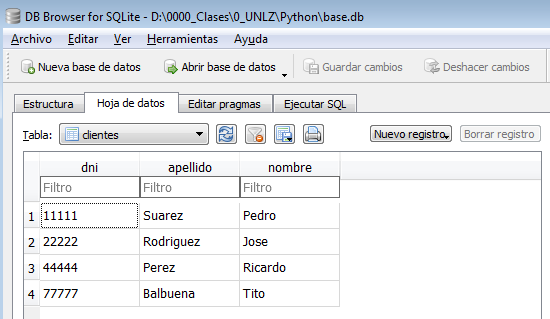 DB Browser for SQLite - D:\0000_Clases\0_UNLZ\Python\base.db
Archivo Editar Ver Herramientas Ayuda
Nueva base de datos Abrir base de datos Guardar cambios Deshacer cambios
Estructura Hoja de datos Editar pragmas Ejecutar SQL
Tabla: clientes Nuevo registro Borrar registro
dni apellido nombre
Filtro Filtro Filtro
1 11111 Suarez Pedro
2 22222 Rodriguez Jose
3 44444 Perez Ricardo
4 77777 Balbuena Tito